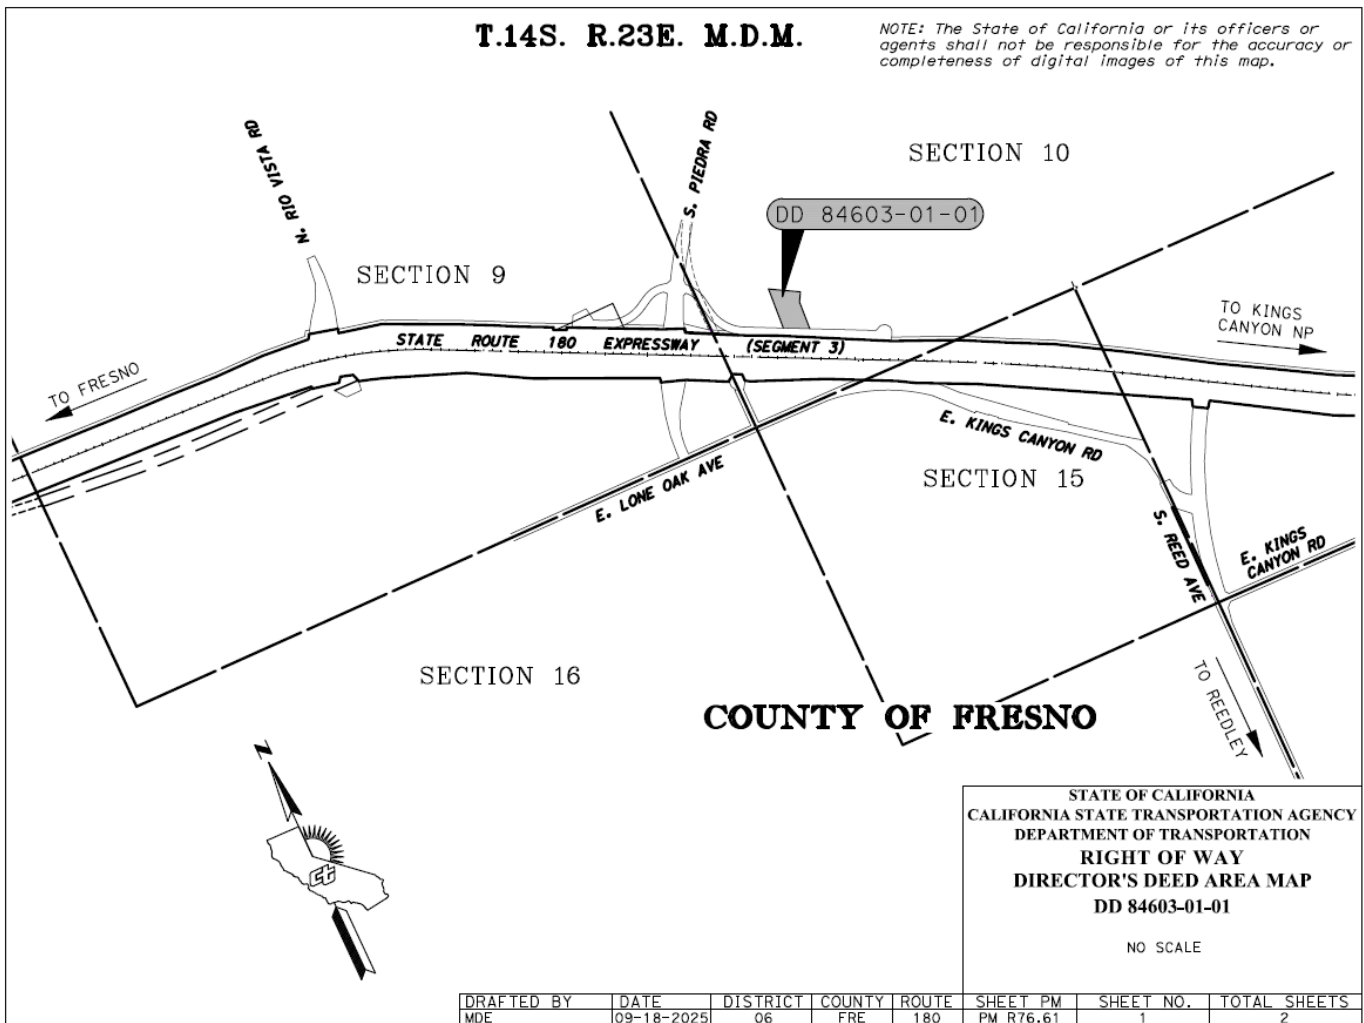 T.14S. R.23E. M.D.M.
NOTE: The State of California or its officers or
agents shall not be responsible for the accuracy or
completeness of digital images of this map.
N. RIO VISTA RD
S. PIEDRA RD
SECTION 10
DD 84603-01-01
SECTION 9
TO KINGS
CANYON NP
STATE ROUTE 180 EXPRESSWAY (SEGMENT 3)
TO FRESNO
E. KINGS CANYON RD
E. LONE OAK AVE
SECTION 15
S. REED AVE
E. KINGS
CANYON RD
SECTION 16
TO REEDLEY
COUNTY OF FRESNO
N
ct
STATE OF CALIFORNIA
CALIFORNIA STATE TRANSPORTATION AGENCY
DEPARTMENT OF TRANSPORTATION
RIGHT OF WAY
DIRECTOR'S DEED AREA MAP
DD 84603-01-01
NO SCALE
DRAFTED BY DATE DISTRICT COUNTY ROUTE SHEET PM SHEET NO. TOTAL SHEETS
MDE 09-18-2025 06 FRE 180 PM R76.61 1 2